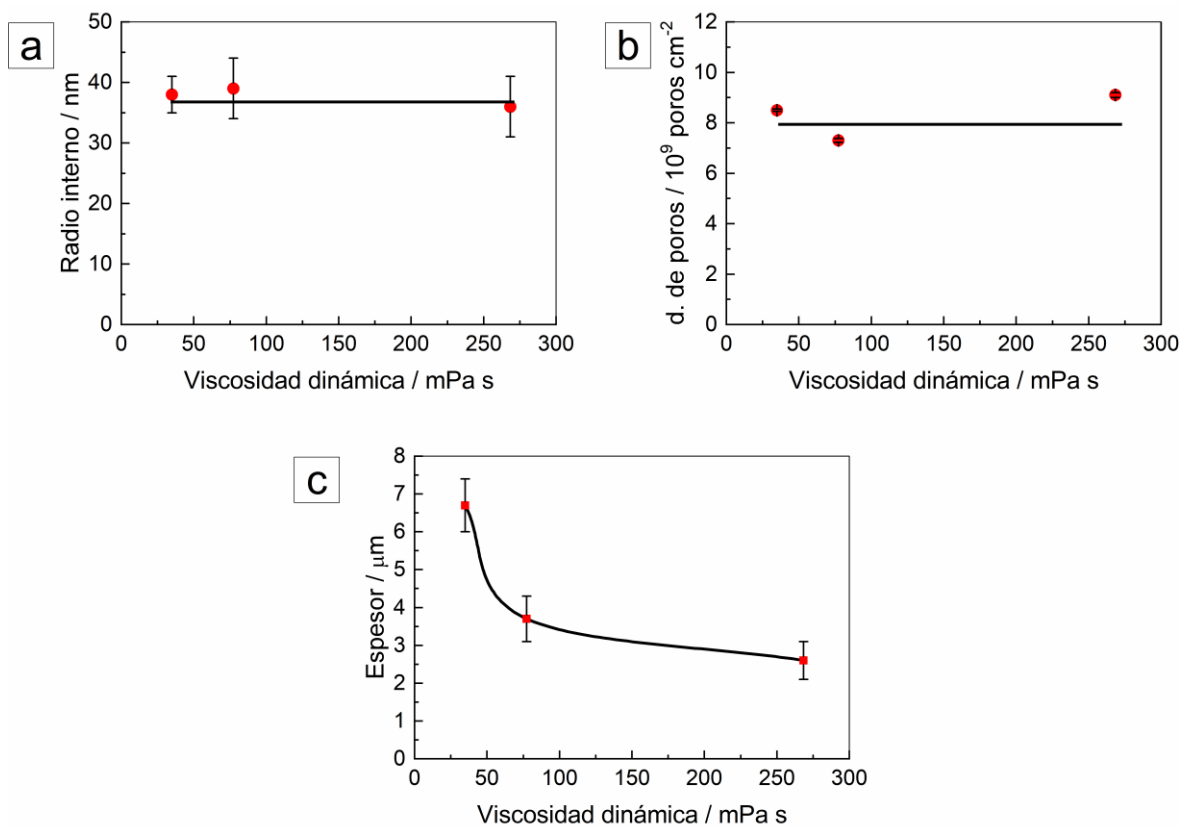 a
Radio interno / nm
50
40
30
20
10
0
0 50 100 150 200 250 300
Viscosidad dinámica / mPa s
b
d. de poros / 10⁹ poros cm⁻²
12
10
8
6
4
2
0
0 50 100 150 200 250 300
Viscosidad dinámica / mPa s
c
Espesor / μm
8
7
6
5
4
3
2
1
0
0 50 100 150 200 250 300
Viscosidad dinámica / mPa s